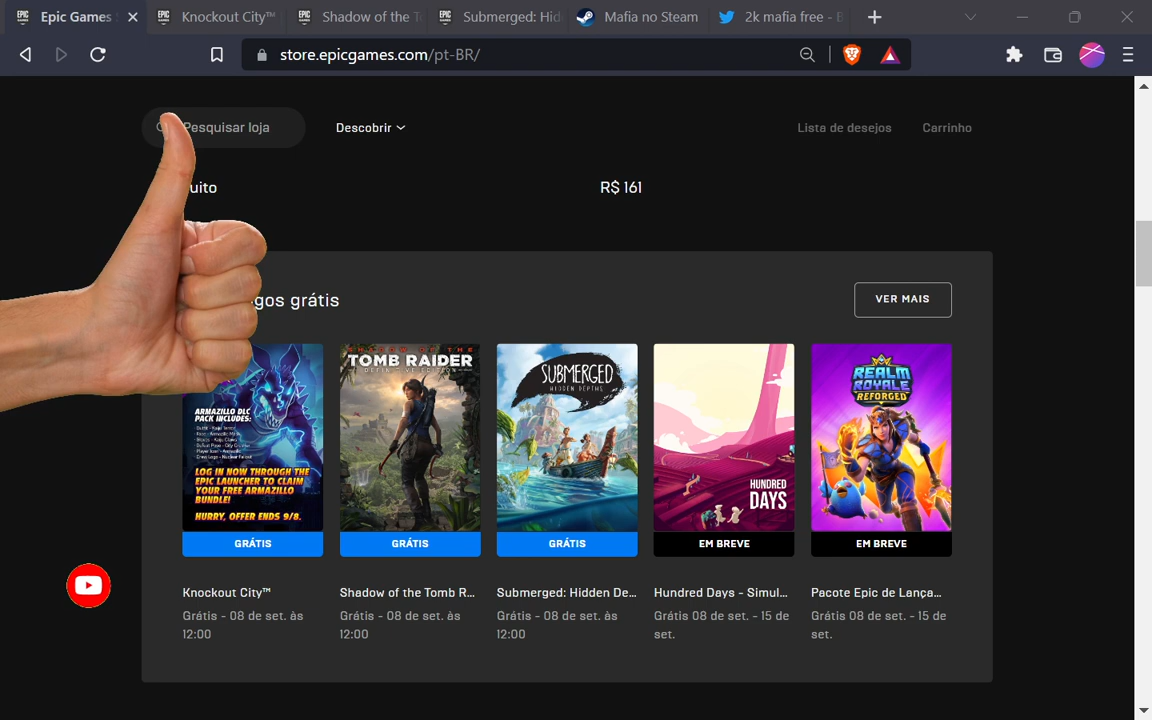 Epic Games
Knockout City™
Shadow of the T
Submerged: Hid
Mafia no Steam
2k mafia free -
store.epicgames.com/pt-BR/
Pesquisar loja
Descobrir
Lista de desejos
Carrinho
uito
R$ 161
gos grátis
VER MAIS
ARMAZILLO DLC
PACK INCLUDES:
LOG IN NOW THROUGH THE
EPIC LAUNCHER TO CLAIM
YOUR FREE ARMAZILLO
BUNDLE!
HURRY, OFFER ENDS 9/8.
SHADOW OF THE
TOMB RAIDER
DEFINITIVE EDITION
SUBMERGED
HIDDEN DEPTHS
HUNDRED
DAYS
REALM
ROYALE
REFORGED
GRÁTIS
GRÁTIS
GRÁTIS
EM BREVE
EM BREVE
Knockout City™
Grátis - 08 de set. às
12:00
Shadow of the Tomb R...
Grátis - 08 de set. às
12:00
Submerged: Hidden De...
Grátis - 08 de set. às
12:00
Hundred Days - Simul...
Grátis 08 de set. - 15 de
set.
Pacote Epic de Lança...
Grátis 08 de set. - 15 de
set.